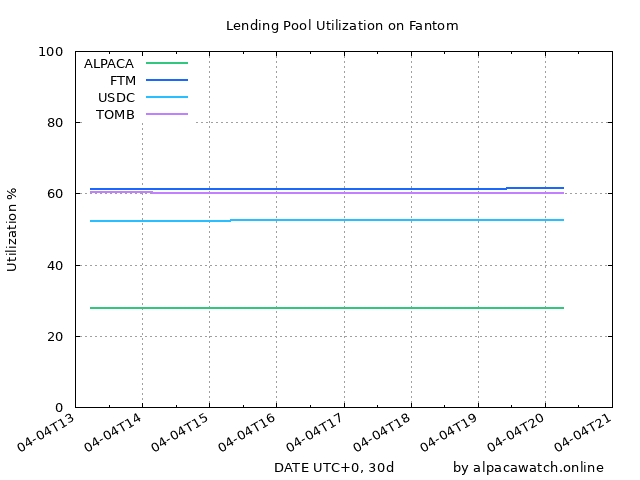 Lending Pool Utilization on Fantom
100
80
60
40
20
0
Utilization %
ALPACA
FTM
USDC
TOMB
04-04T13
04-04T14
04-04T15
04-04T16
04-04T17
04-04T18
04-04T19
04-04T20
04-04T21
DATE UTC+0, 30d
by alpacawatch.online